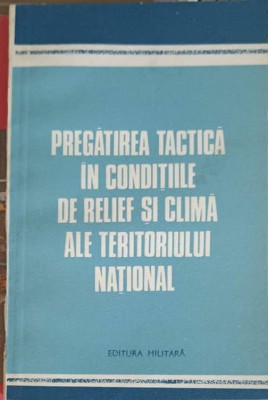 PREGĂTIREA TACTICĂ
ÎN CONDIȚIILE
DE RELIEF ȘI CLIMĂ
ALE TERITORIULUI
NAȚIONAL
EDITURA MILITARĂ